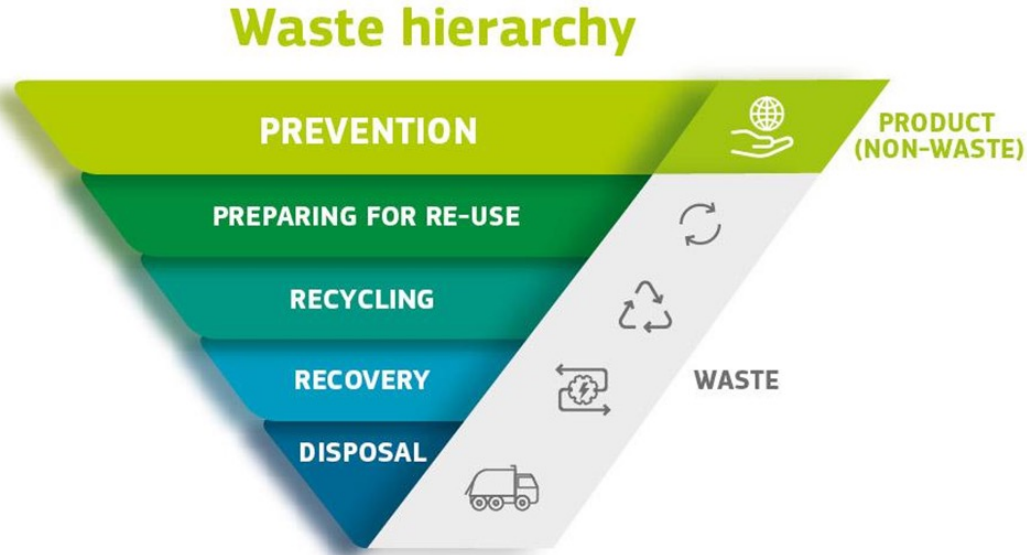 Waste hierarchy
PREVENTION
PRODUCT
(NON-WASTE)
PREPARING FOR RE-USE
RECYCLING
RECOVERY
WASTE
DISPOSAL